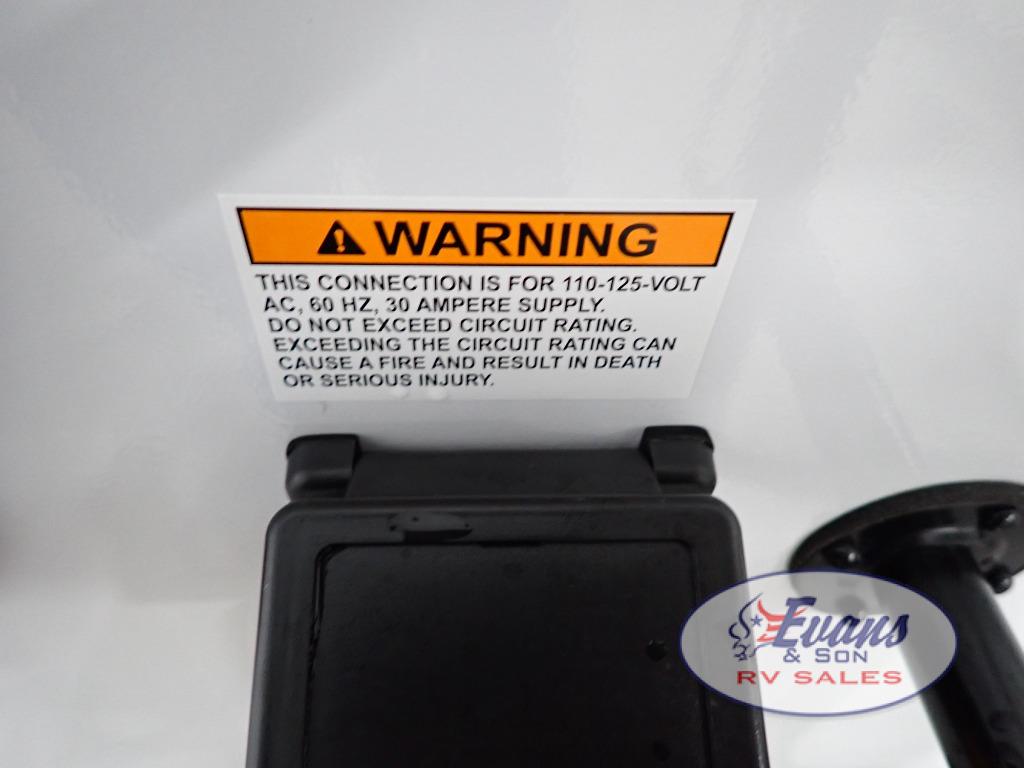 WARNING
THIS CONNECTION IS FOR 110-125-VOLT
AC, 60 HZ, 30 AMPERE SUPPLY.
DO NOT EXCEED CIRCUIT RATING.
EXCEEDING THE CIRCUIT RATING CAN
CAUSE A FIRE AND RESULT IN DEATH
OR SERIOUS INJURY.
Evans
& SON
RV SALES